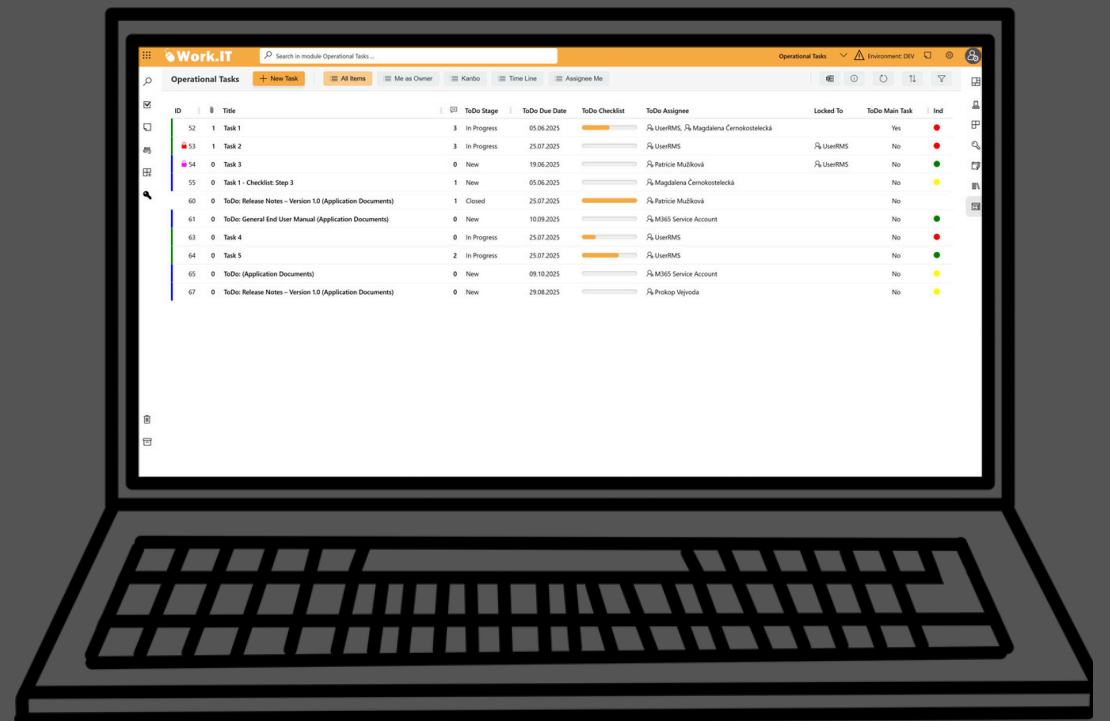 Work.IT Search in module Operational Tasks ... Operational Tasks Environment: DEV
Operational Tasks + New Task All Items Me as Owner Kanbo Time Line Assignee Me
ID Title ToDo Stage ToDo Due Date ToDo Checklist ToDo Assignee Locked To ToDo Main Task Ind
52 1 Task 1 3 In Progress 05.06.2025 UserRMS, Magdalena Černokostelecká Yes
53 1 Task 2 3 In Progress 25.07.2025 UserRMS UserRMS No
54 0 Task 3 0 New 19.06.2025 Patricie Mužíková UserRMS No
55 0 Task 1 - Checklist: Step 3 1 New 05.06.2025 Magdalena Černokostelecká No
60 0 ToDo: Release Notes – Version 1.0 (Application Documents) 1 Closed 25.07.2025 Patricie Mužíková No
61 0 ToDo: General End User Manual (Application Documents) 0 New 10.09.2025 M365 Service Account No
63 0 Task 4 0 In Progress 25.07.2025 UserRMS No
64 0 Task 5 2 In Progress 25.07.2025 UserRMS No
65 0 ToDo: (Application Documents) 0 New 09.10.2025 M365 Service Account No
67 0 ToDo: Release Notes – Version 1.0 (Application Documents) 0 New 29.08.2025 Prokop Vejvoda No